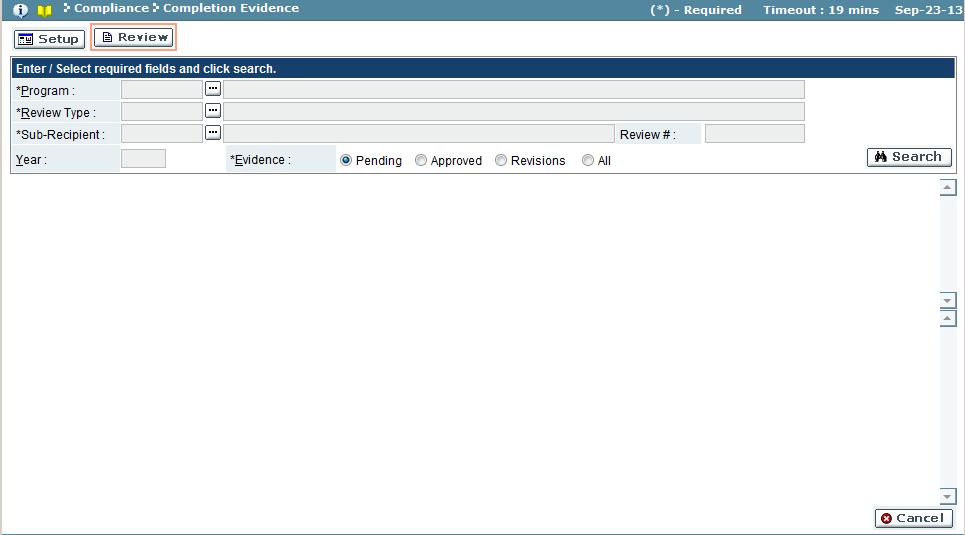 Compliance Completion Evidence (*) - Required Timeout : 19 mins Sep-23-13
Setup Review
Enter / Select required fields and click search.
*Program :
*Review Type :
*Sub-Recipient : Review # :
Year : *Evidence : Pending Approved Revisions All Search
Cancel